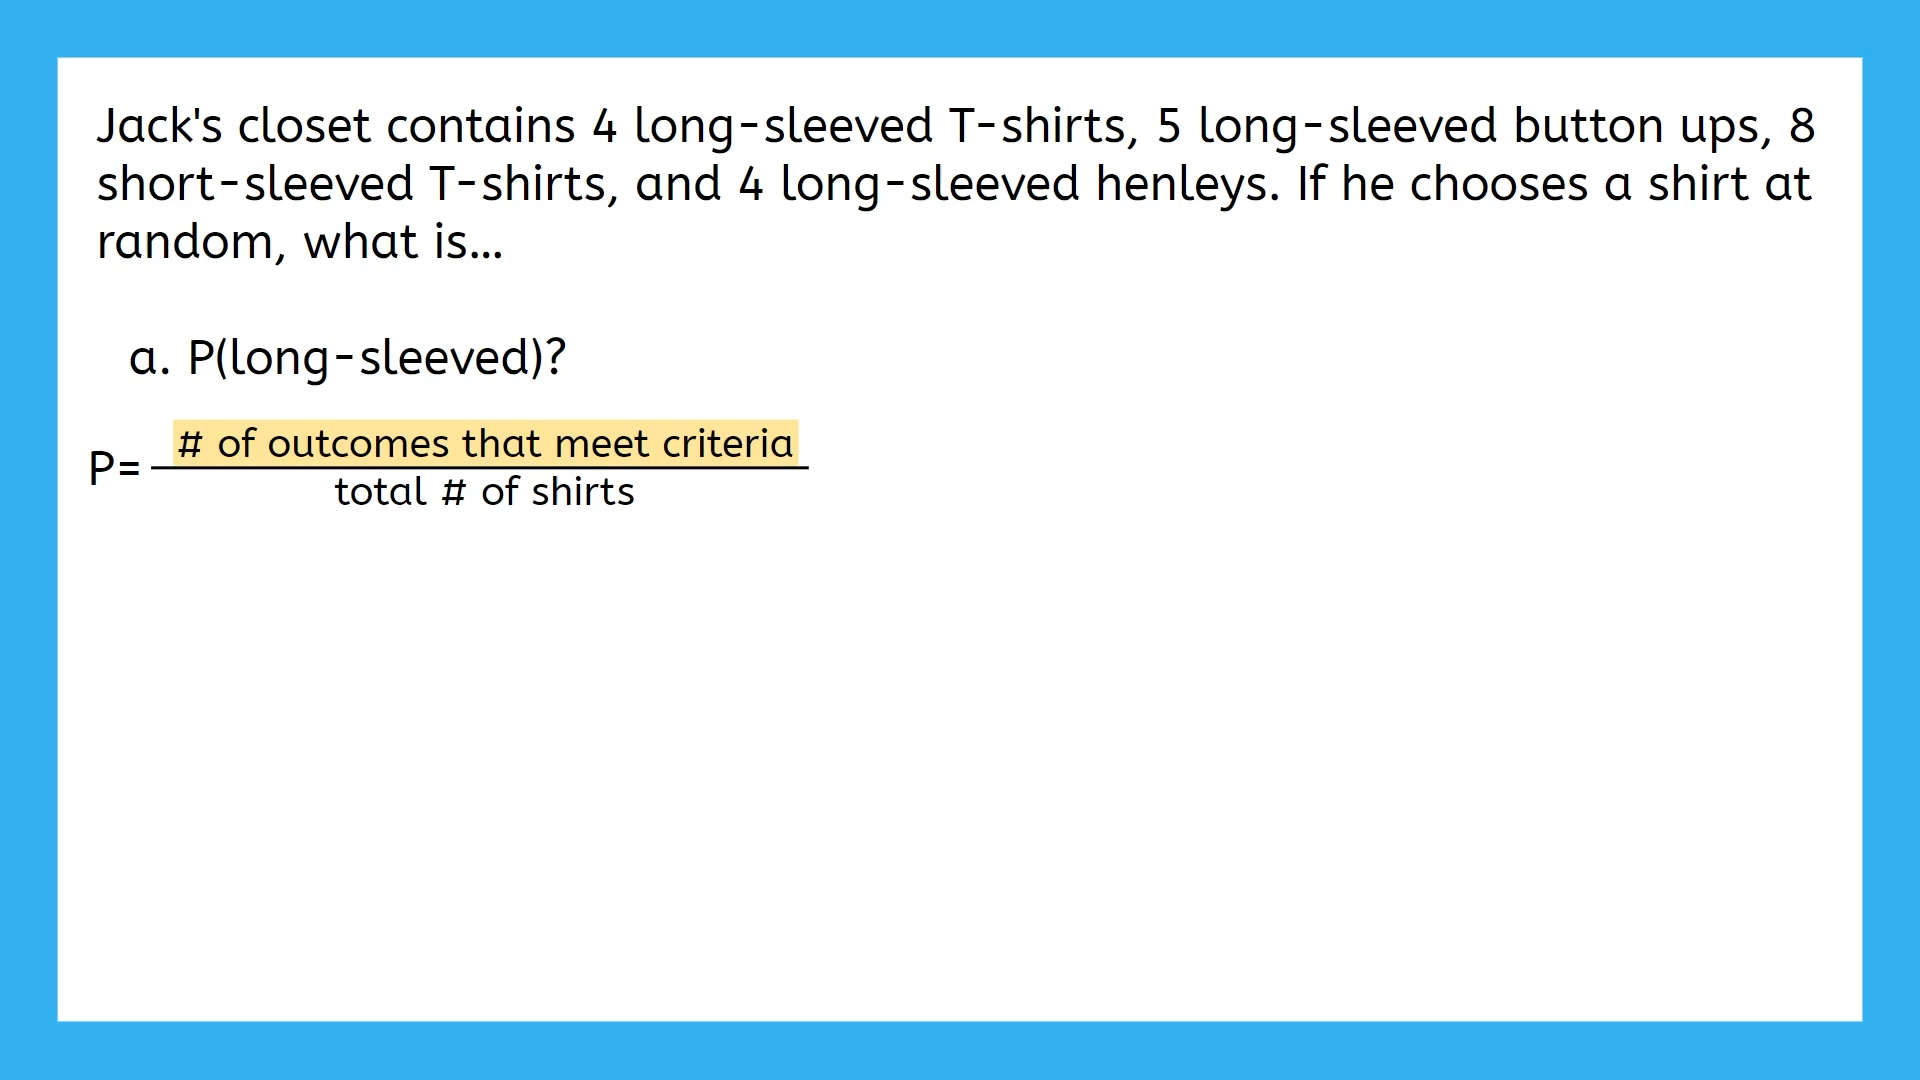 Jack's closet contains 4 long-sleeved T-shirts, 5 long-sleeved button ups, 8
short-sleeved T-shirts, and 4 long-sleeved henleys. If he chooses a shirt at
random, what is...
a. P(long-sleeved)?
# of outcomes that meet criteria
P=
total # of shirts